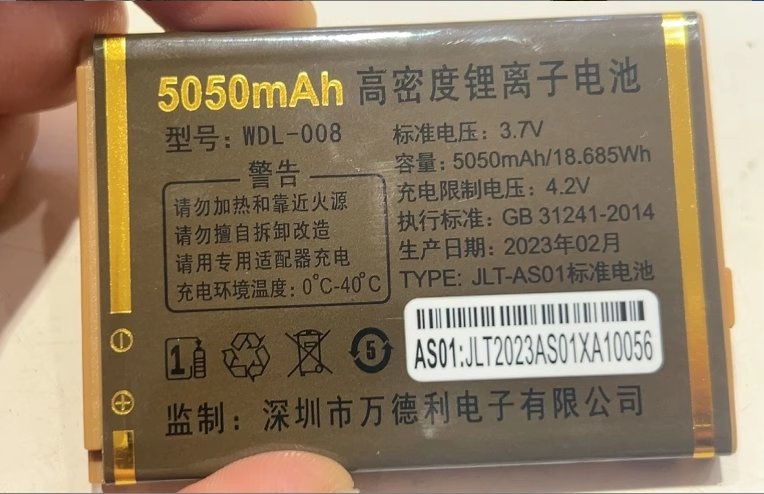 5050mAh 高密度锂离子电池
型号: WDL-008
警告
请勿加热和靠近火源
请勿擅自拆卸改造
请用专用适配器充电
充电环境温度: 0℃-40℃
标准电压: 3.7V
容量: 5050mAh/18.685Wh
充电限制电压: 4.2V
执行标准: GB 31241-2014
生产日期: 2023年02月
TYPE: JLT-AS01标准电池
AS01:JLT2023AS01XA10056
1
5
监制: 深圳市万德利电子有限公司